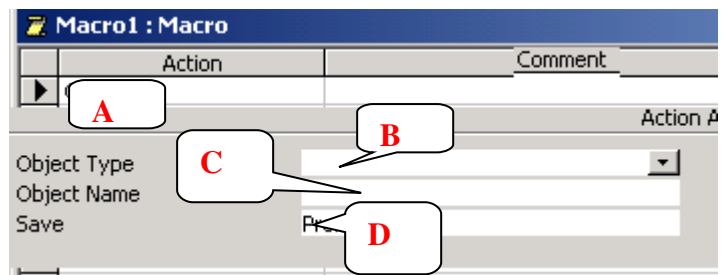 Macro1 : Macro
Action Comment
A
B
Action A
Object Type
C
Object Name
Save
D